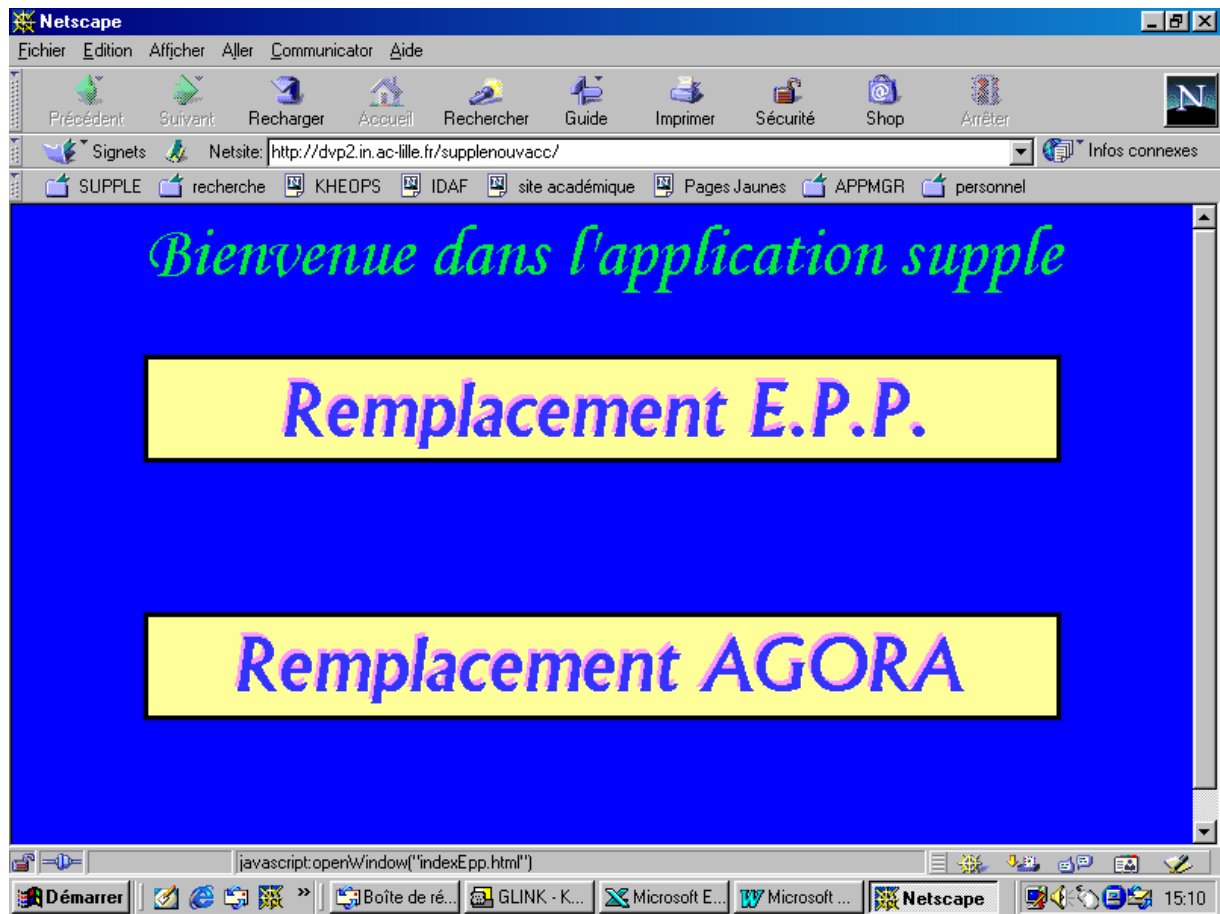 Netscape
Fichier Edition Afficher Aller Communicator Aide
Précédent Suivant Recharger Accueil Rechercher Guide Imprimer Sécurité Shop Arrêter
N
Signets Netsite: http://dvp2.in.ac-lille.fr/supplenouvacc/ Infos connexes
SUPPLE recherche KHEOPS IDAF site académique Pages Jaunes APPMGR personnel
Bienvenue dans l'application supple
Remplacement E.P.P.
Remplacement AGORA
javascript:openWindow("indexEpp.html")
Démarrer » Boîte de ré... GLINK - K... Microsoft E... Microsoft ... Netscape 15:10